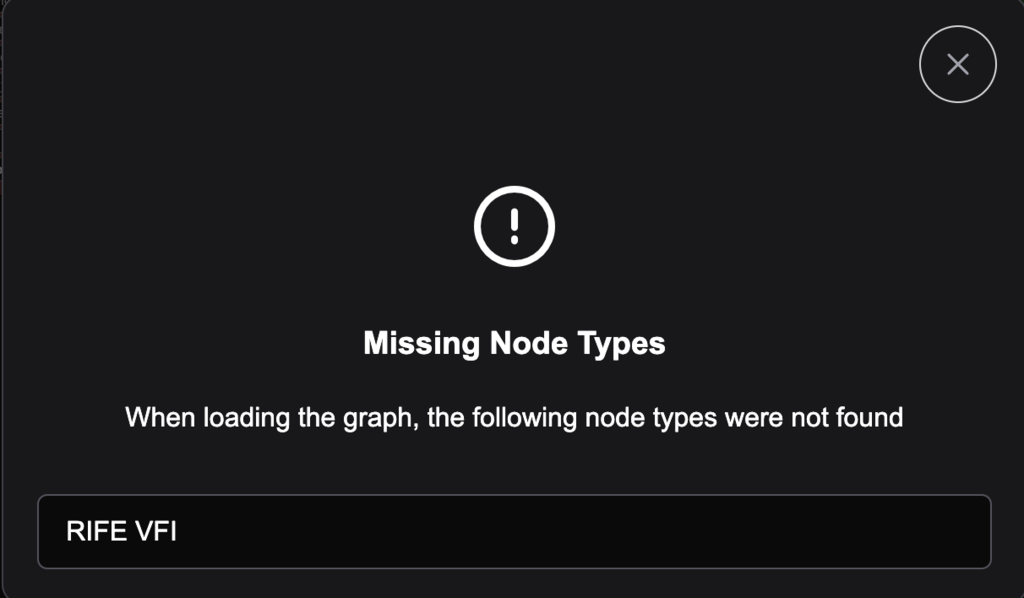 Missing Node Types
When loading the graph, the following node types were not found
RIFE VFI